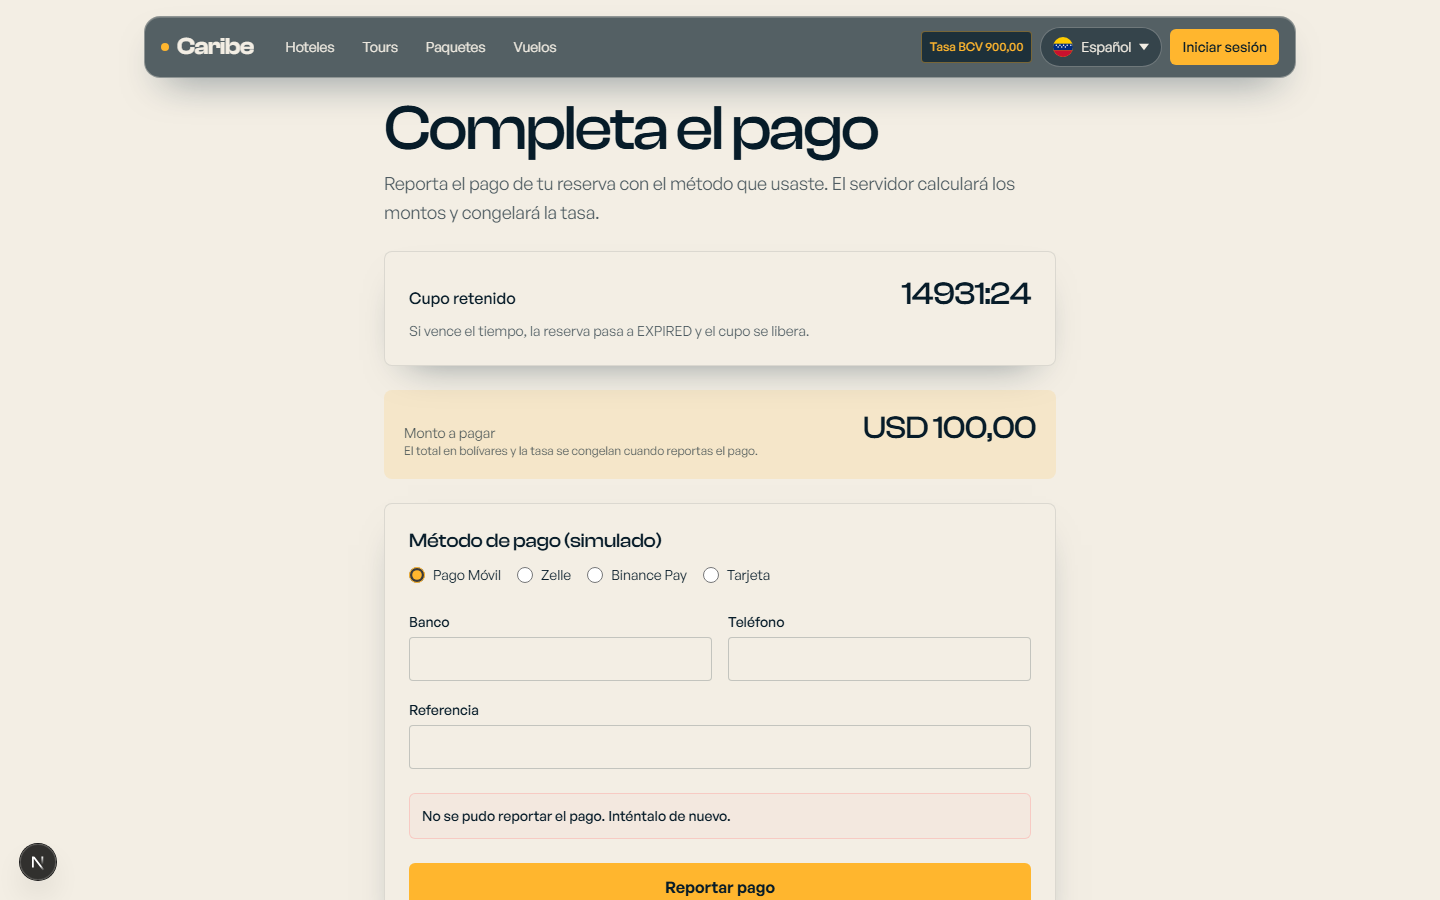 Caribe
Hoteles
Tours
Paquetes
Vuelos
Tasa BCV 900,00
Español
Iniciar sesión
Completa el pago
Reporta el pago de tu reserva con el método que usaste. El servidor calculará los
montos y congelará la tasa.
Cupo retenido
14931:24
Si vence el tiempo, la reserva pasa a EXPIRED y el cupo se libera.
Monto a pagar
USD 100,00
El total en bolívares y la tasa se congelan cuando reportas el pago.
Método de pago (simulado)
Pago Móvil
Zelle
Binance Pay
Tarjeta
Banco
Teléfono
Referencia
No se pudo reportar el pago. Inténtalo de nuevo.
N
Reportar pago